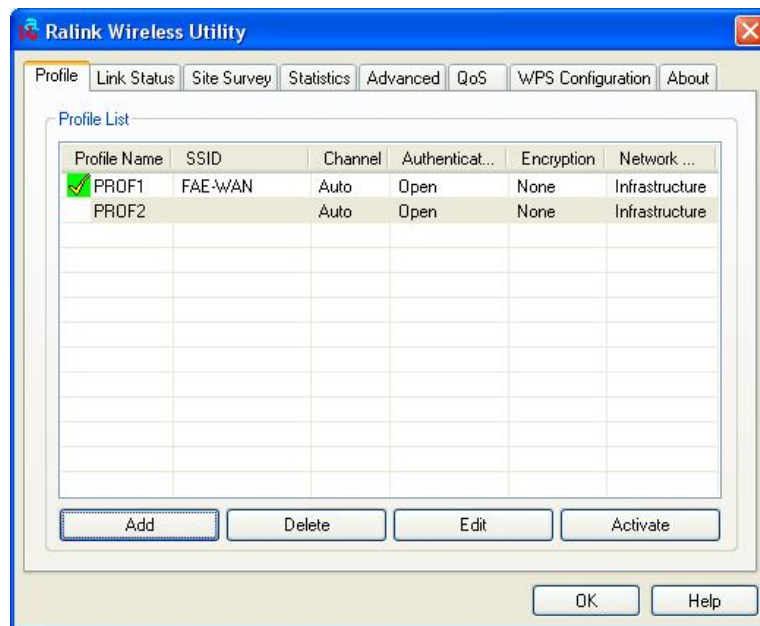 Ralink Wireless Utility
Profile Link Status Site Survey Statistics Advanced QoS WPS Configuration About
Profile List
Profile Name SSID Channel Authenticat... Encryption Network ...
PROF1 FAE-WAN Auto Open None Infrastructure
PROF2 Auto Open None Infrastructure
Add Delete Edit Activate
OK Help